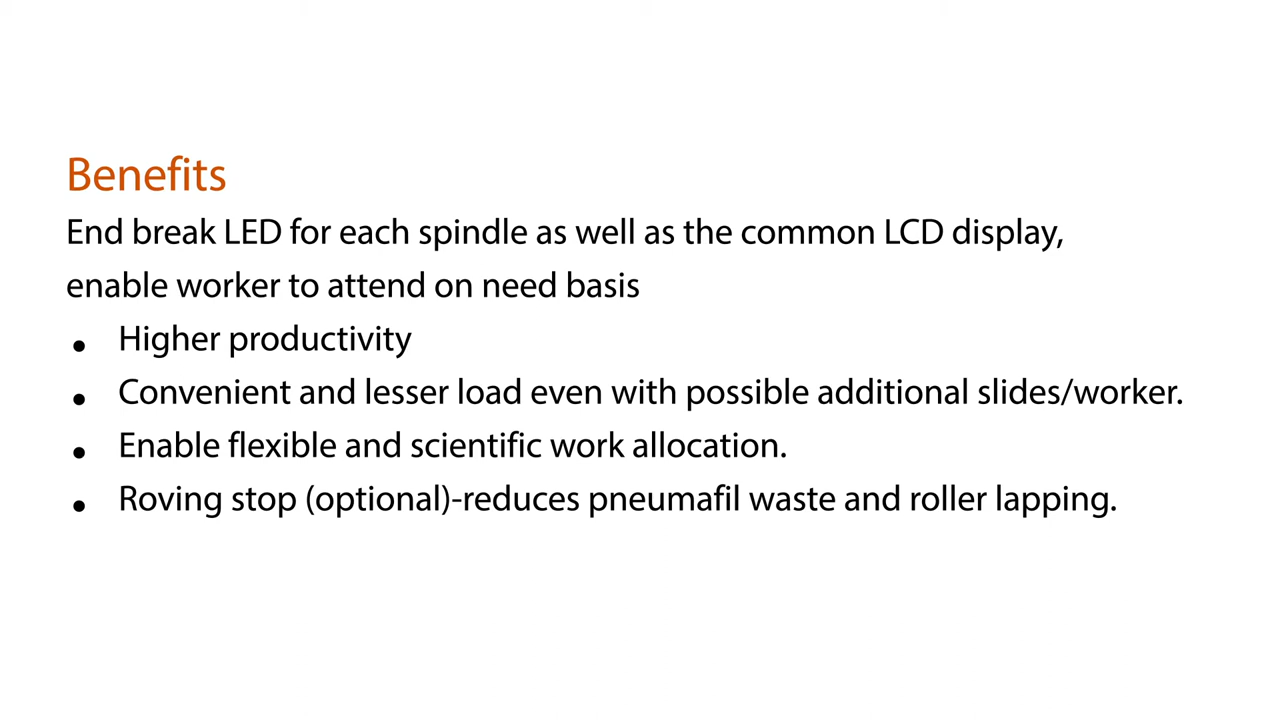 Benefits
End break LED for each spindle as well as the common LCD display,
enable worker to attend on need basis
• Higher productivity
• Convenient and lesser load even with possible additional slides/worker.
• Enable flexible and scientific work allocation.
• Roving stop (optional)-reduces pneumafil waste and roller lapping.